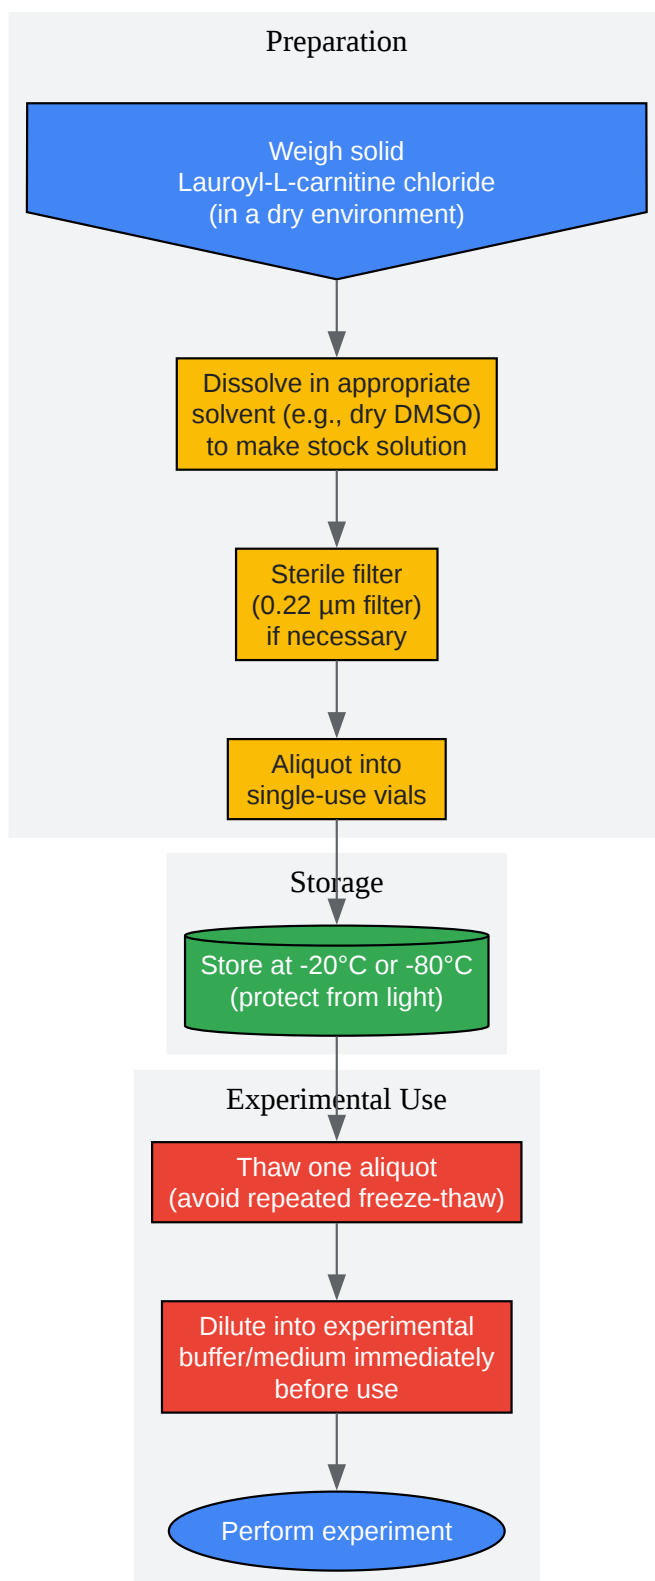 Preparation
Weigh solid
Lauroyl-L-carnitine chloride
(in a dry environment)
Dissolve in appropriate
solvent (e.g., dry DMSO)
to make stock solution
Sterile filter
(0.22 µm filter)
if necessary
Aliquot into
single-use vials
Storage
Store at -20°C or -80°C
(protect from light)
Experimental Use
Thaw one aliquot
(avoid repeated freeze-thaw)
Dilute into experimental
buffer/medium immediately
before use
Perform experiment